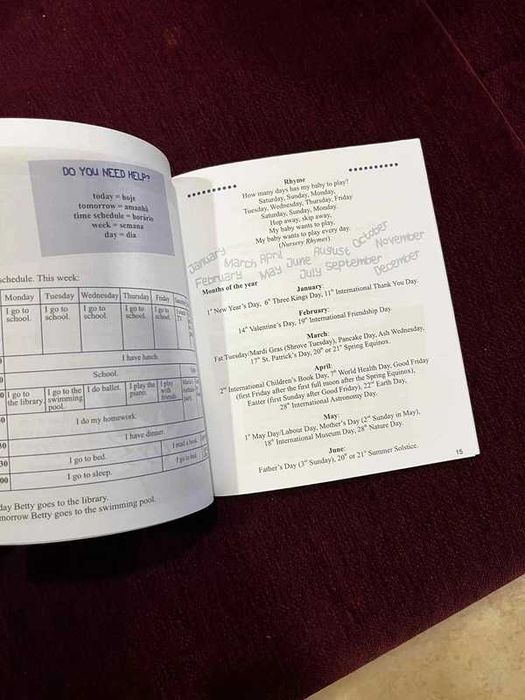 DO YOU NEED HELP?
today = hoje
tomorrow = amanhã
time schedule = horário
week = semana
day = dia
schedule. This week:
Monday Tuesday Wednesday Thursday Friday
I go to school. I go to school. I go to school. I go to school. I go to school.
I have lunch.
School.
I go to the library. I go to the swimming pool. I do ballet. I play the piano. I play with friends.
I do my homework.
I have dinner.
30 I go to bed.
00 I go to sleep.
day Betty goes to the library.
morrow Betty goes to the swimming pool.
Rhyme
How many days has my baby to play?
Saturday, Sunday, Monday,
Tuesday, Wednesday, Thursday, Friday
Saturday, Sunday, Monday.
Hop away, skip away,
My baby wants to play,
My baby wants to play every day.
(Nursery Rhymes)
January March April August October November
February May June July September December
Months of the year
January:
1st New Year's Day, 6th Three Kings Day, 11th International Thank You Day.
February:
14th Valentine's Day, 19th International Friendship Day.
March:
Fst Tuesday/Mardi Gras (Shrove Tuesday), Pancake Day, Ash Wednesday,
17th St. Patrick's Day, 20th or 21st Spring Equinox.
April:
2nd International Children's Book Day, 7th World Health Day, Good Friday
(first Friday after the first full moon after the Spring Equinox),
Easter (first Sunday after Good Friday), 22nd Earth Day,
28th International Astronomy Day.
May:
1st May Day/Labour Day, Mother's Day (2nd Sunday in May),
18th International Museum Day, 28th Nature Day.
June:
Father's Day (3rd Sunday), 20th or 21st Summer Solstice.
15